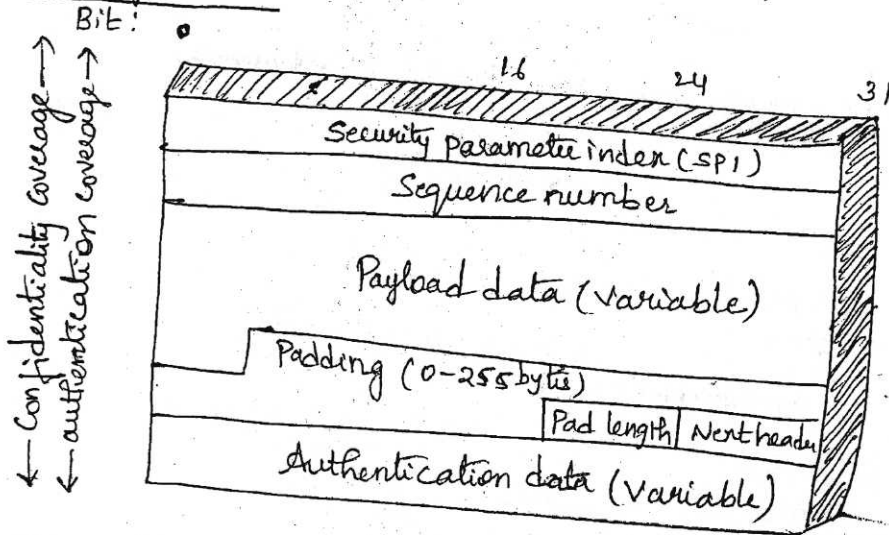 Bit:
0 16 24 31
Security parameter index (SPI)
Sequence number
Payload data (variable)
Padding (0-255 bytes)
Pad length Next header
Authentication data (variable)
Confidentiality coverage
authentication coverage